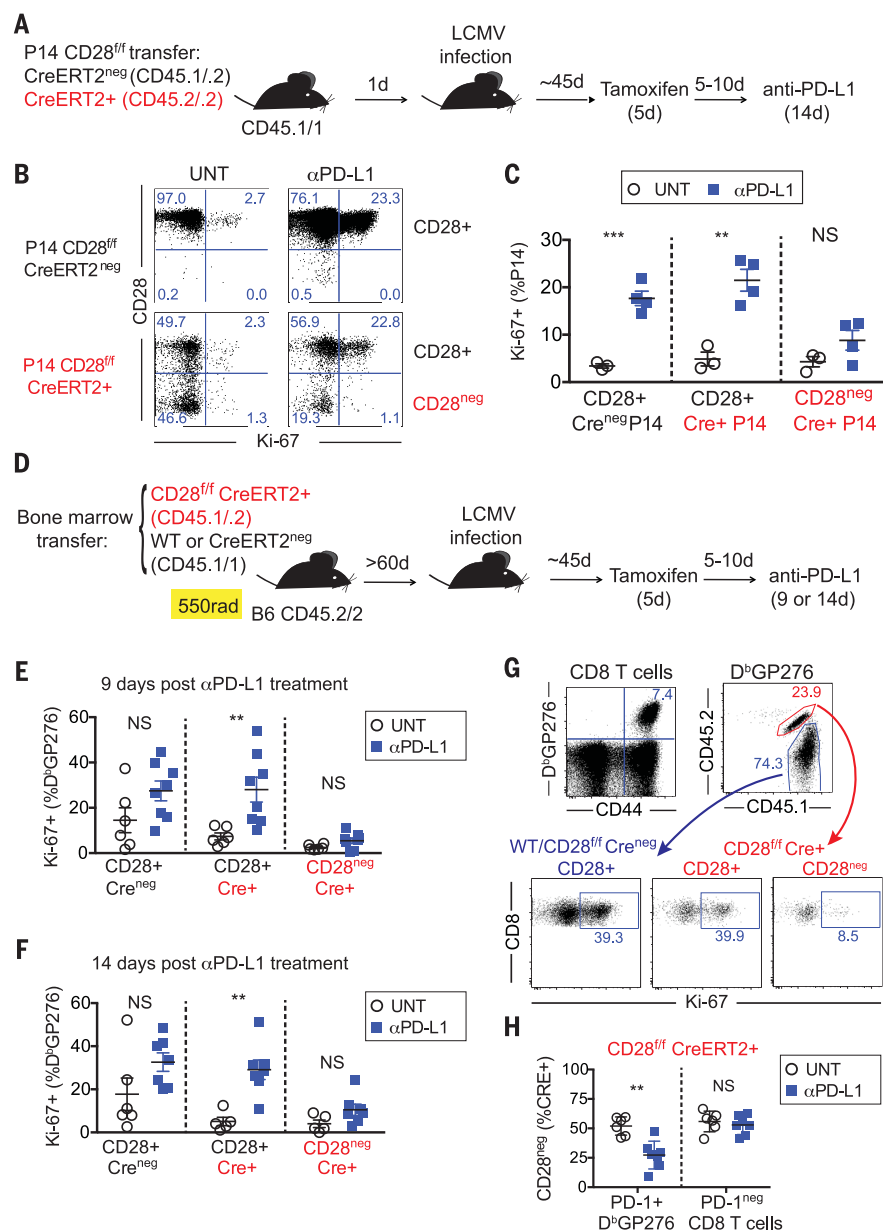 A
P14 CD28f/f transfer:
CreERT2neg (CD45.1/.2)
CreERT2+ (CD45.2/.2)
CD45.1/1
1d
LCMV
infection
~45d
Tamoxifen
(5d)
5-10d
anti-PD-L1
(14d)
B
UNT
αPD-L1
P14 CD28f/f
CreERT2neg
97.0
2.7
0.2
0.0
76.1
23.3
0.5
0.0
CD28+
CD28
P14 CD28f/f
CreERT2+
49.7
2.3
46.6
1.3
56.9
22.8
19.3
1.1
CD28+
CD28neg
Ki-67
C
UNT
αPD-L1
Ki-67+ (%P14)
30
20
10
0
***
**
NS
CD28+
CrenegP14
CD28+
Cre+ P14
CD28neg
Cre+ P14
D
Bone marrow
transfer:
CD28f/f CreERT2+
(CD45.1/.2)
WT or CreERT2neg
(CD45.1/1)
550rad
B6 CD45.2/2
>60d
LCMV
infection
~45d
Tamoxifen
(5d)
5-10d
anti-PD-L1
(9 or 14d)
E
9 days post αPD-L1 treatment
UNT
αPD-L1
Ki-67+ (%DbGP276)
60
40
20
0
NS
**
NS
CD28+
Creneg
CD28+
Cre+
CD28neg
Cre+
F
14 days post αPD-L1 treatment
UNT
αPD-L1
Ki-67+ (%DbGP276)
60
40
20
0
NS
**
NS
CD28+
Creneg
CD28+
Cre+
CD28neg
Cre+
G
CD8 T cells
7.4
DbGP276
CD44
DbGP276
23.9
74.3
CD45.2
CD45.1
WT/CD28f/f Creneg
CD28+
CD28f/f Cre+
CD28+
CD28neg
CD8
39.3
39.9
8.5
Ki-67
H
CD28f/f CreERT2+
UNT
αPD-L1
CD28neg (%CRE+)
100
75
50
25
0
**
NS
PD-1+
DbGP276
PD-1neg
CD8 T cells